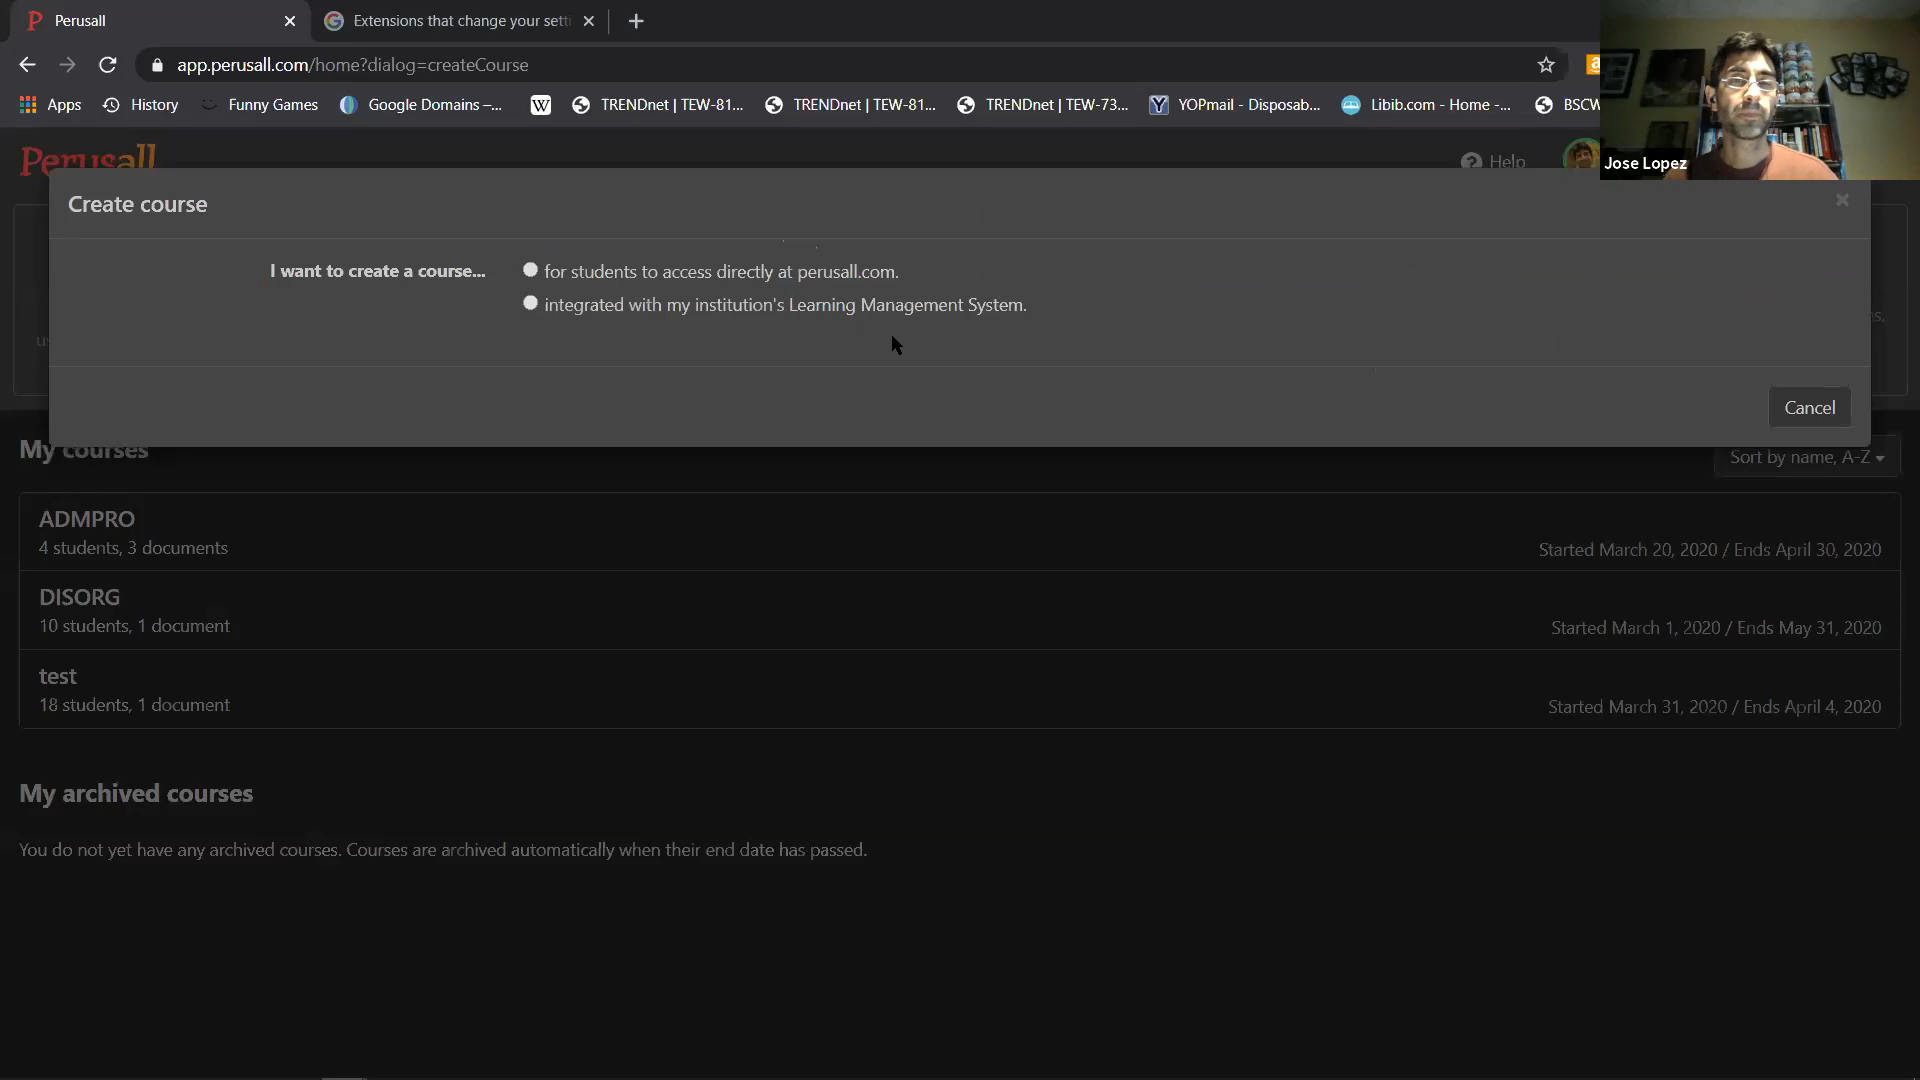 Perusall
Extensions that change your setti
app.perusall.com/home?dialog=createCourse
Apps History Funny Games Google Domains –... W TRENDnet | TEW-81... TRENDnet | TEW-81... TRENDnet | TEW-73... Y YOPmail - Disposab... Libib.com - Home -... BSCW
Perusall
Help
Jose Lopez
Create course
I want to create a course...
for students to access directly at perusall.com.
integrated with my institution's Learning Management System.
Cancel
My courses
Sort by name, A-Z
ADMPRO
4 students, 3 documents
Started March 20, 2020 / Ends April 30, 2020
DISORG
10 students, 1 document
Started March 1, 2020 / Ends May 31, 2020
test
18 students, 1 document
Started March 31, 2020 / Ends April 4, 2020
My archived courses
You do not yet have any archived courses. Courses are archived automatically when their end date has passed.